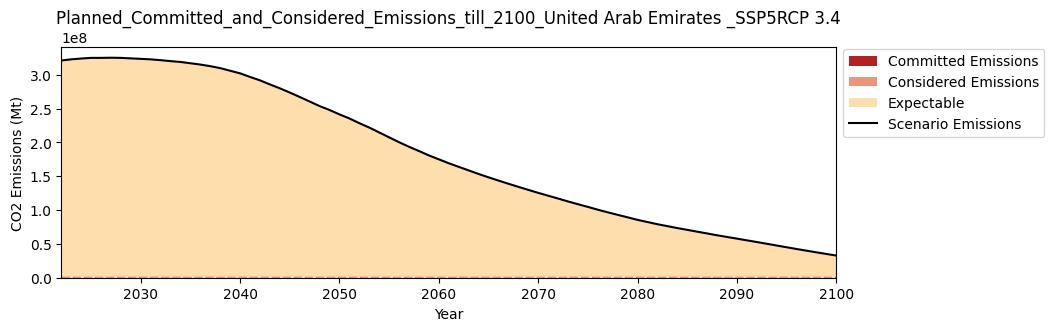 Planned_Committed_and_Considered_Emissions_till_2100_United Arab Emirates _SSP5RCP 3.4
1e8
3.0
2.5
2.0
1.5
1.0
0.5
0.0
CO2 Emissions (Mt)
2030 2040 2050 2060 2070 2080 2090 2100
Year
Committed Emissions
Considered Emissions
Expectable
Scenario Emissions